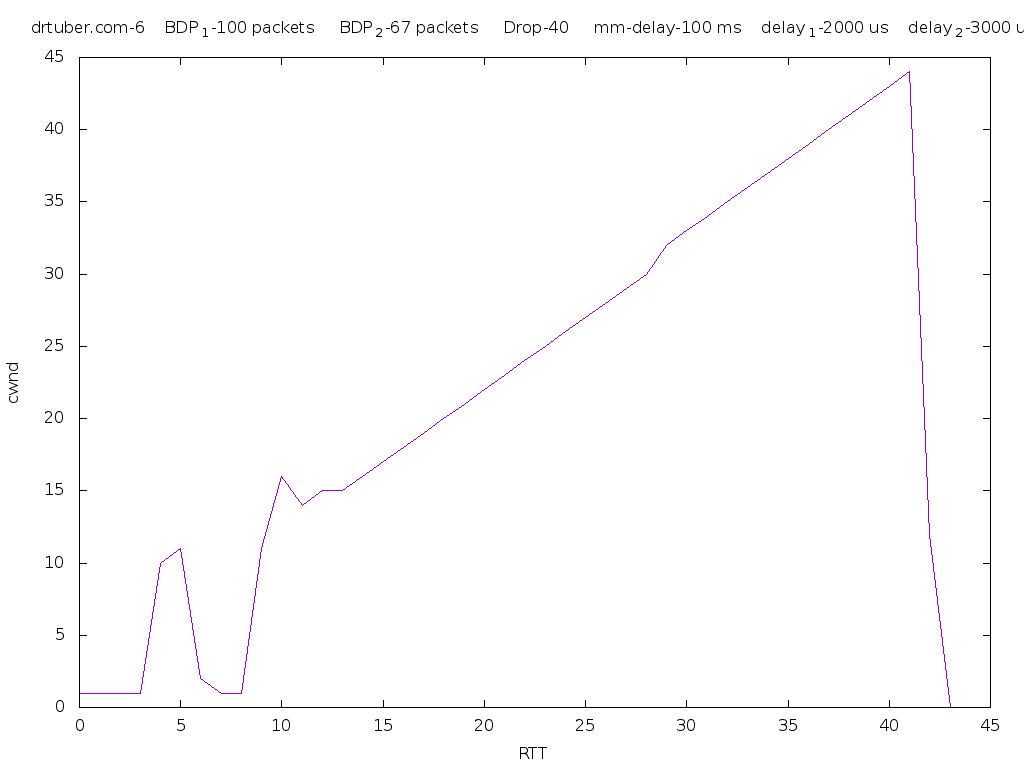 drtuber.com-6 BDP1-100 packets BDP2-67 packets Drop-40 mm-delay-100 ms delay1-2000 us delay2-3000 u
45
40
35
30
25
20
15
10
5
0
cwnd
0 5 10 15 20 25 30 35 40 45
RTT